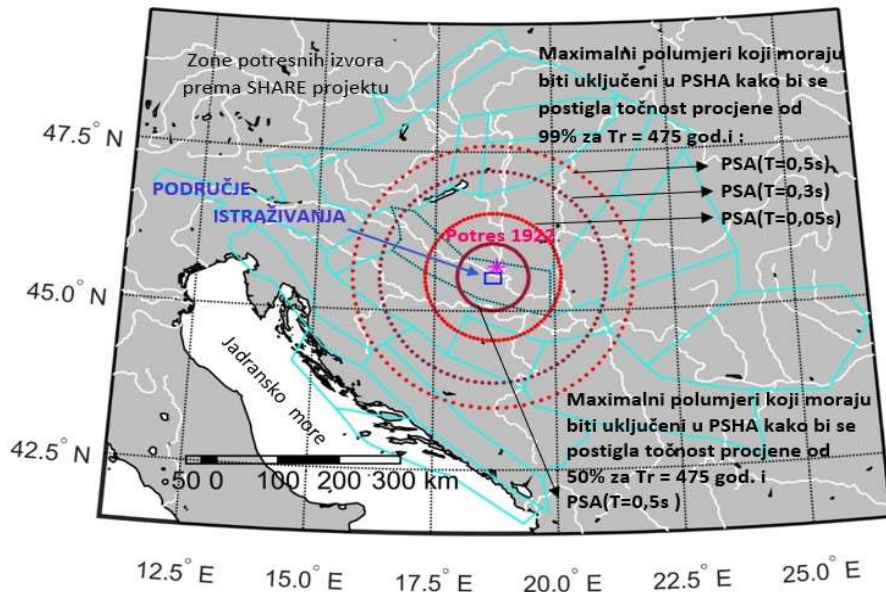 Zone potresnih izvora
prema SHARE projektu
Maximalni polumjeri koji moraju
biti uključeni u PSHA kako bi se
postigla točnost procjene od
99% za Tr = 475 god.i :
PSA(T=0,5s)
PSA(T=0,3s)
PSA(T=0,05s)
47.5° N
PODRUČJE
ISTRAŽIVANJA
Potres 1922
45.0° N
Jadransko more
Maximalni polumjeri koji moraju
biti uključeni u PSHA kako bi se
postigla točnost procjene od
50% za Tr = 475 god. i
PSA(T=0,5s )
42.5° N
50 0 100 200 300 km
12.5° E
15.0° E
17.5° E
20.0° E
22.5° E
25.0° E